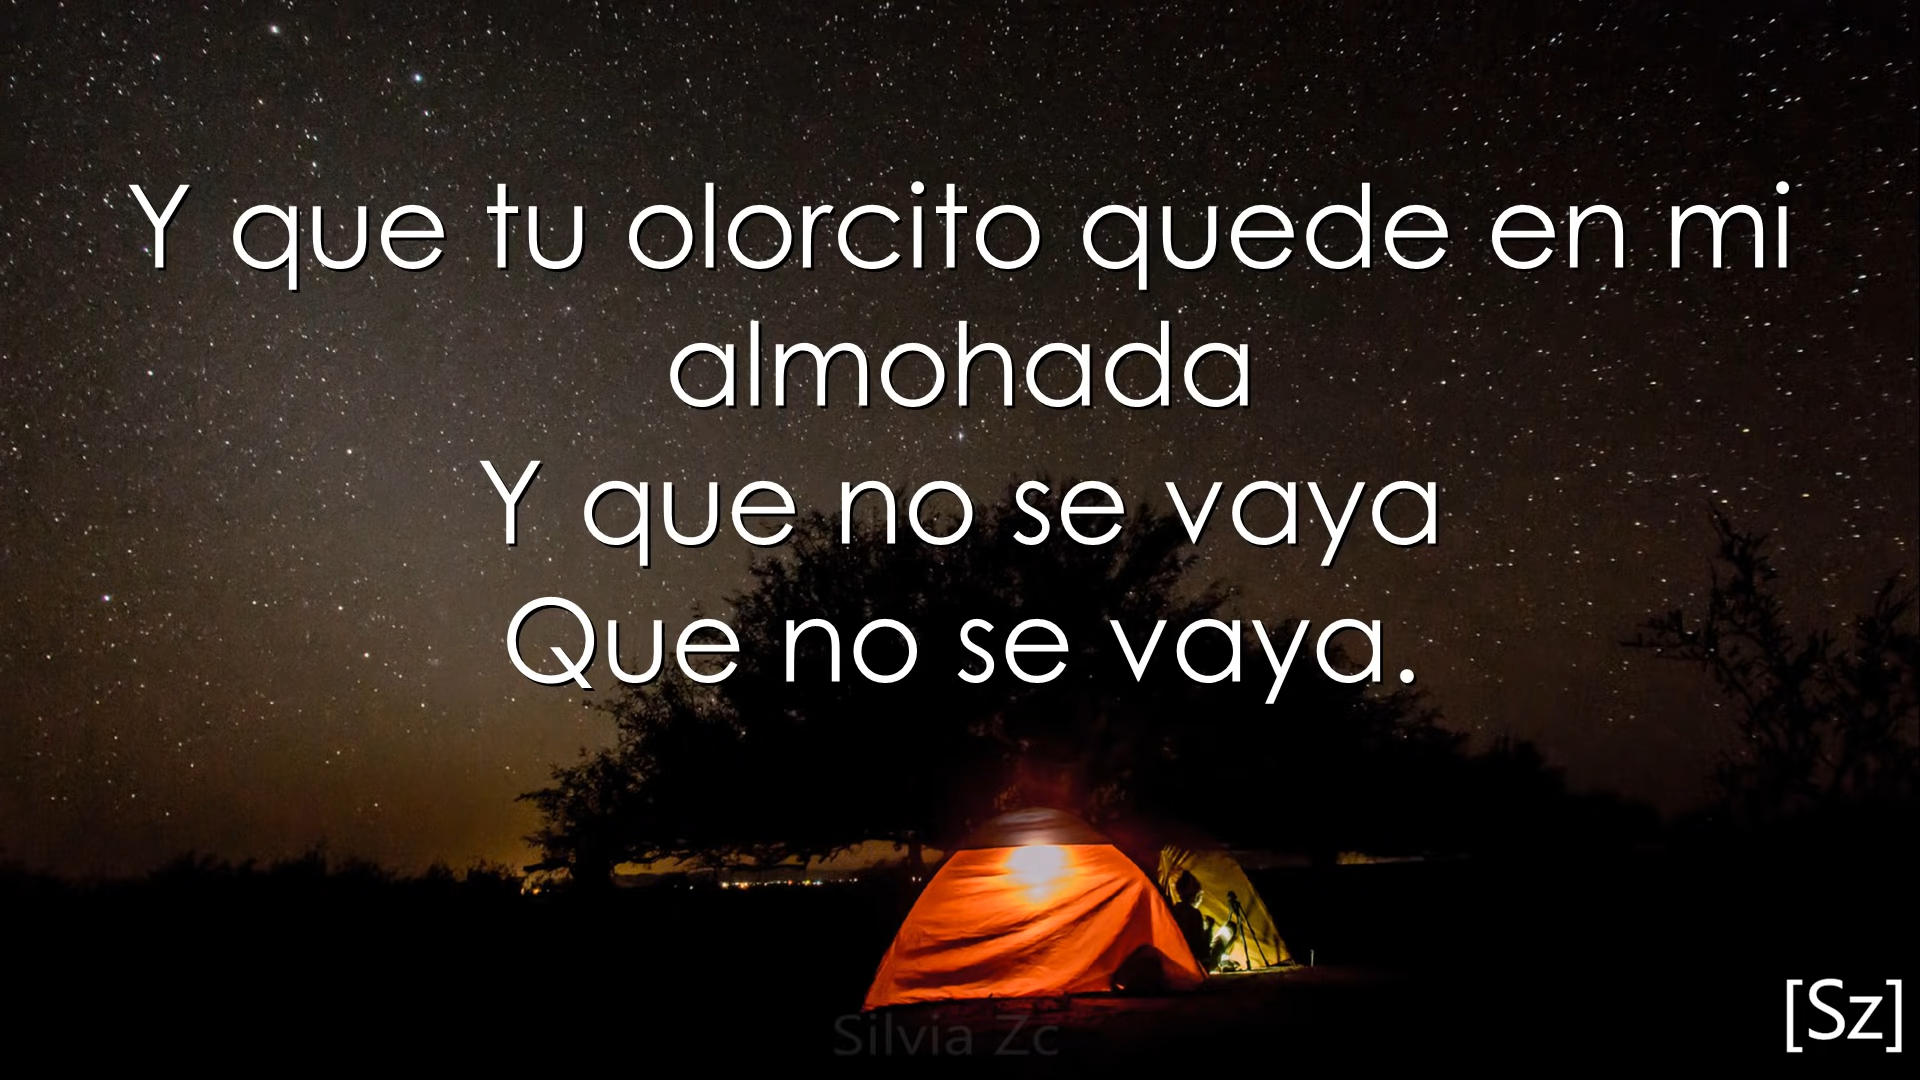 Y que tu olorcito quede en mi
almohada
Y que no se vaya
Que no se vaya.
[Sz]
Silvia Zc